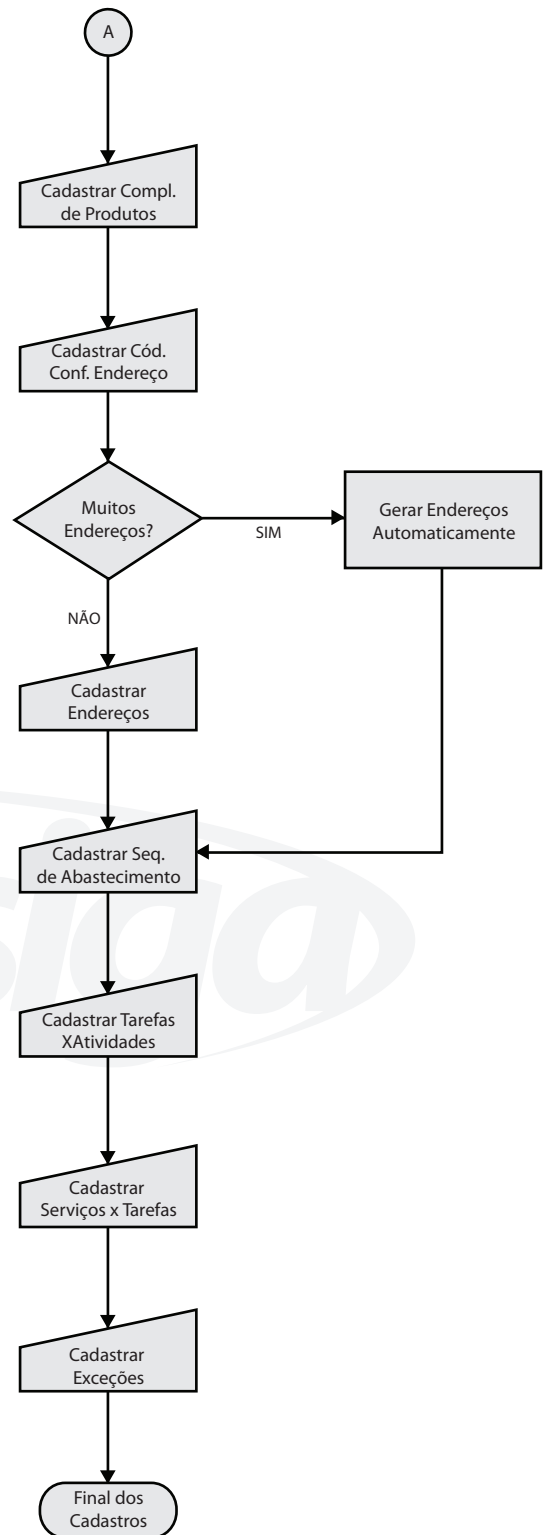 A
Cadastrar Compl.
de Produtos
Cadastrar Cód.
Conf. Endereço
Muitos
Endereços?
SIM
Gerar Endereços
Automaticamente
NÃO
Cadastrar
Endereços
Cadastrar Seq.
de Abastecimento
Cadastrar Tarefas
XAtividades
Cadastrar
Serviços x Tarefas
Cadastrar
Exceções
Final dos
Cadastros